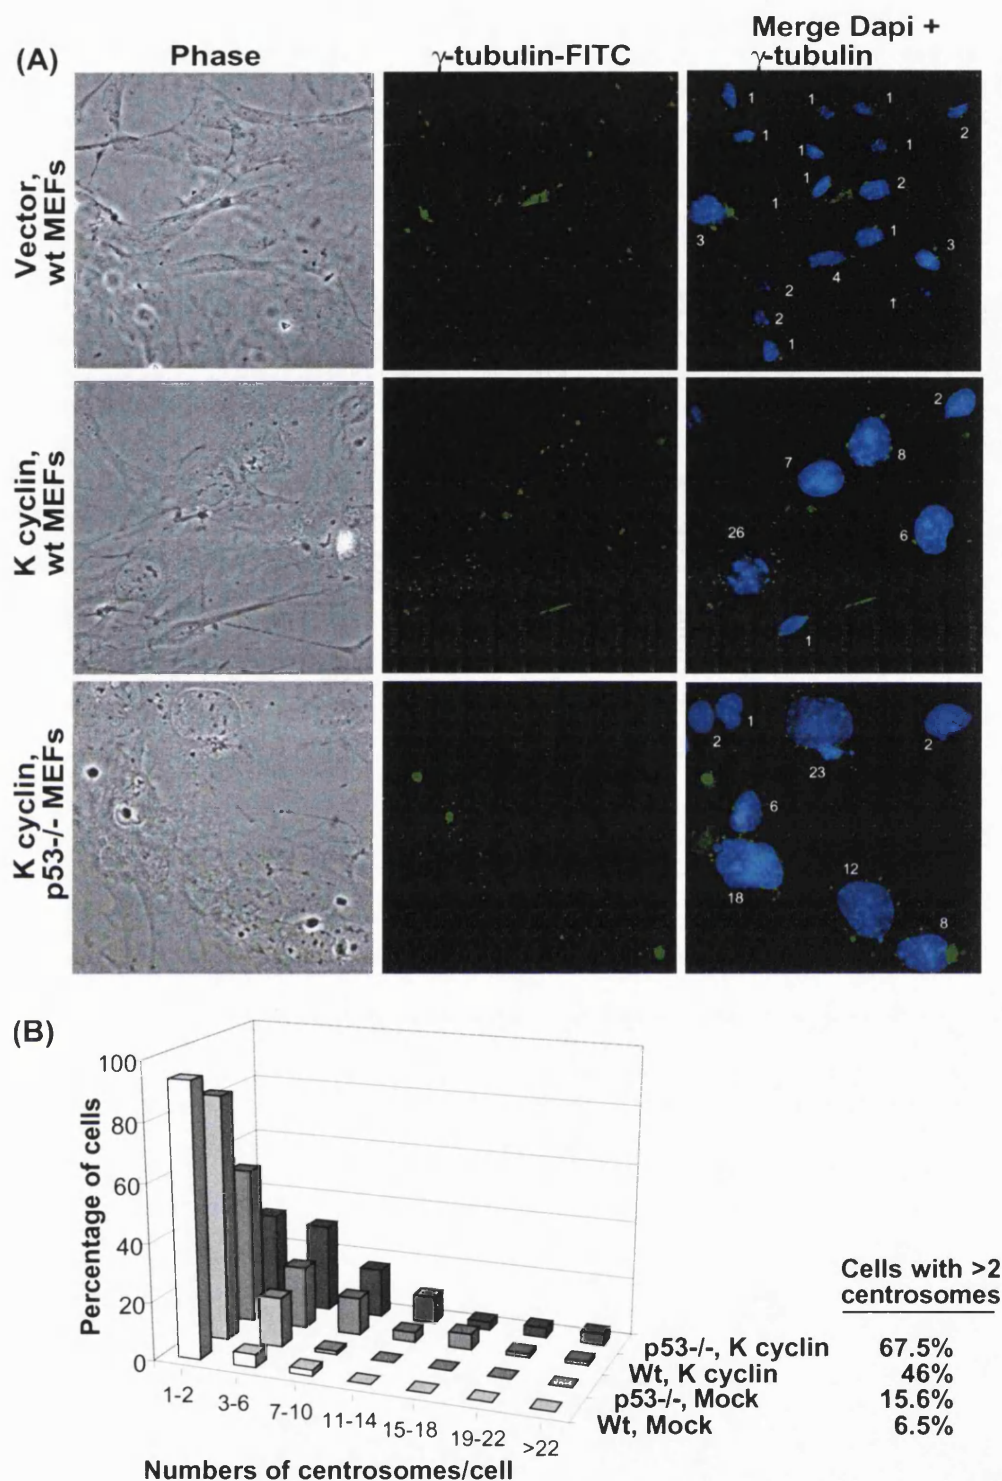 (A)
Phase
γ-tubulin-FITC
Merge Dapi +
γ-tubulin
Vector,
wt MEFs
1
1
1
2
1
1
1
1
2
1
3
1
3
4
2
1
2
1
K cyclin,
wt MEFs
2
7
8
26
6
1
K cyclin,
p53-/- MEFs
1
2
2
23
6
18
12
8
(B)
Percentage of cells
100
80
60
40
20
0
1-2
3-6
7-10
11-14
15-18
19-22
>22
Numbers of centrosomes/cell
Cells with >2
centrosomes
p53-/-, K cyclin 67.5%
Wt, K cyclin 46%
p53-/-, Mock 15.6%
Wt, Mock 6.5%